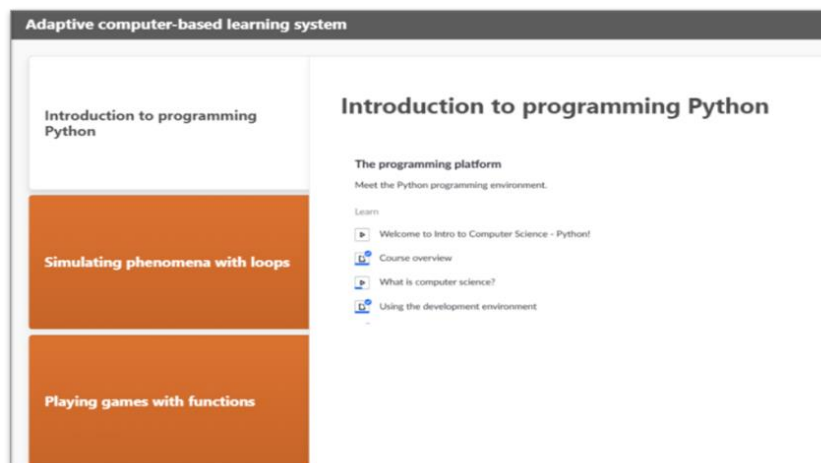 Adaptive computer-based learning system
Introduction to programming
Python
Simulating phenomena with loops
Playing games with functions
Introduction to programming Python
The programming platform
Meet the Python programming environment.
Learn
Welcome to Intro to Computer Science - Python!
Course overview
What is computer science?
Using the development environment